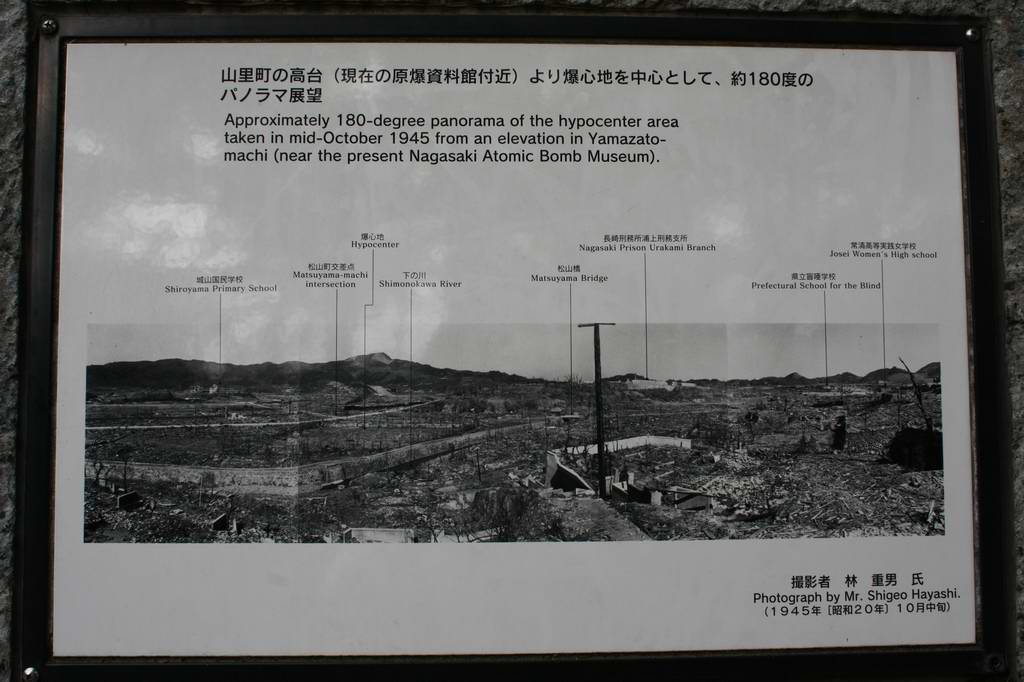 山里町の高台（現在の原爆資料館付近）より爆心地を中心として、約180度の
パノラマ展望
Approximately 180-degree panorama of the hypocenter area
taken in mid-October 1945 from an elevation in Yamazato-
machi (near the present Nagasaki Atomic Bomb Museum).
爆心地
Hypocenter
長崎刑務所浦上刑務支所
Nagasaki Prison Urakami Branch
常清高等実践女学校
Josei Women's High school
城山国民学校
Shiroyama Primary School
松山町交差点
Matsuyama-machi
intersection
下の川
Shimonokawa River
松山橋
Matsuyama Bridge
県立盲唖学校
Prefectural School for the Blind
撮影者 林 重男 氏
Photograph by Mr. Shigeo Hayashi.
（1945年〔昭和20年〕10月中旬）